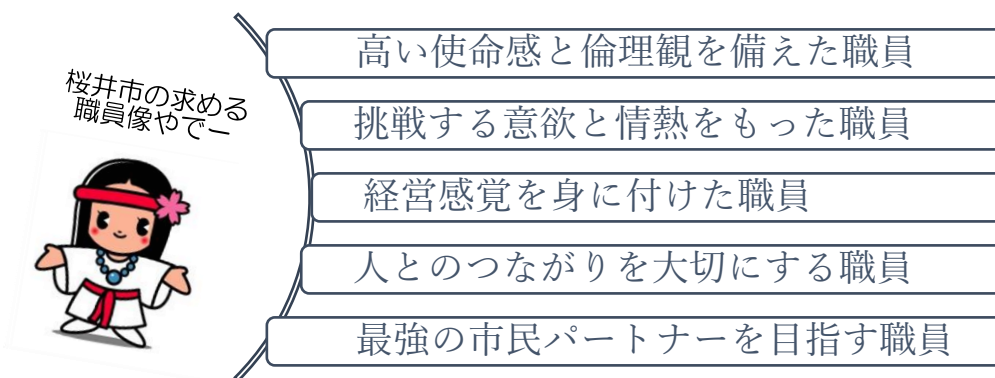 桜井市の求める
職員像やでー
高い使命感と倫理観を備えた職員
挑戦する意欲と情熱をもった職員
経営感覚を身に付けた職員
人とのつながりを大切にする職員
最強の市民パートナーを目指す職員